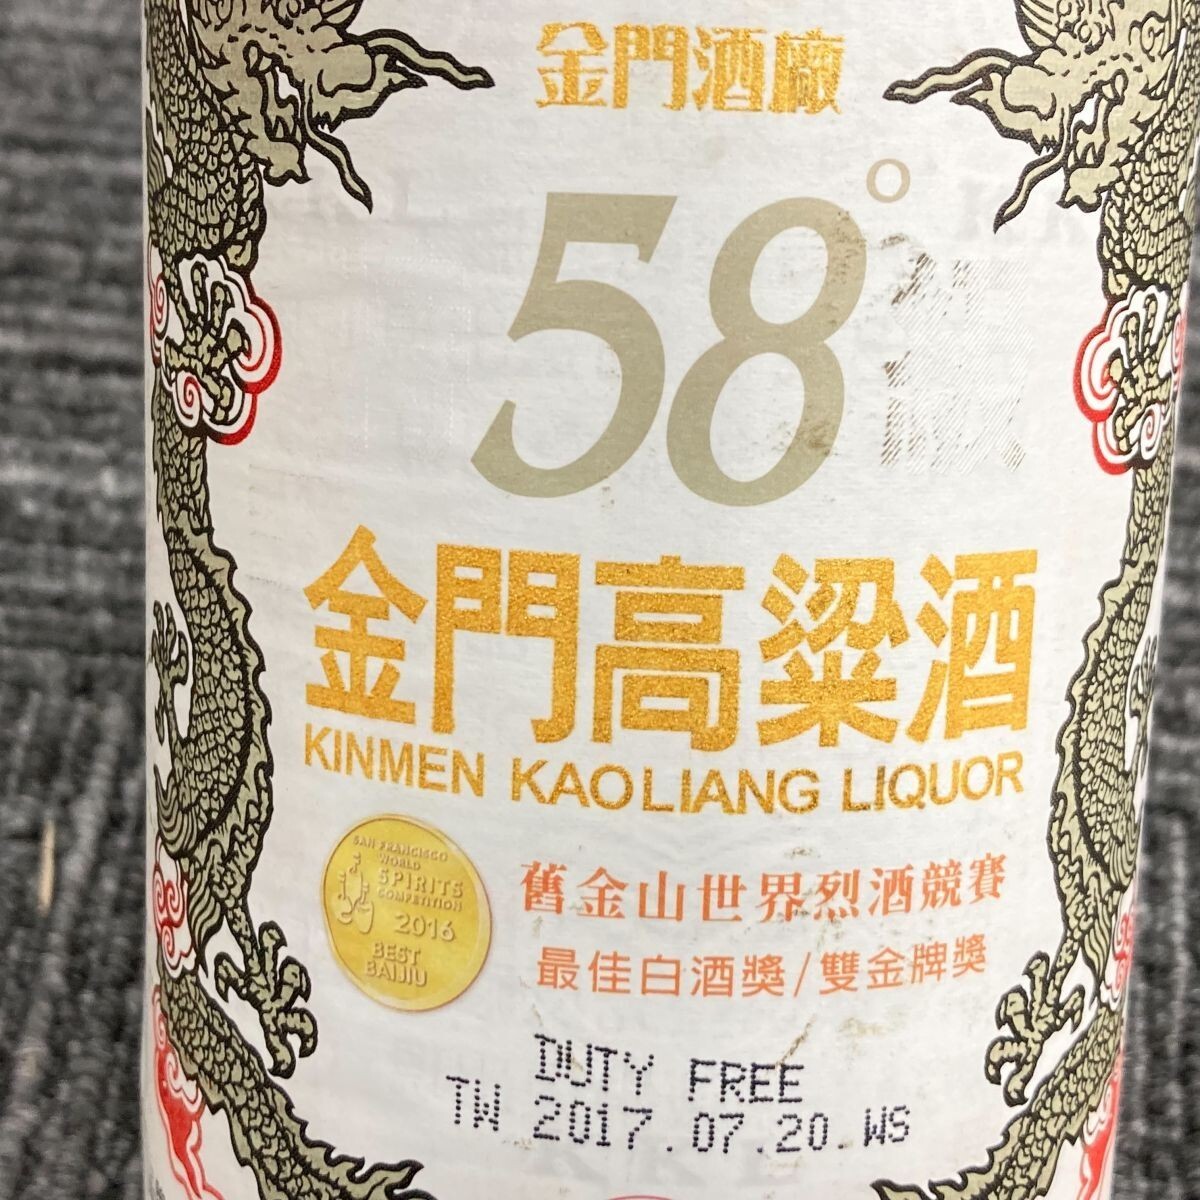 金門酒廠
58°
金門高粱酒
KINMEN KAOLIANG LIQUOR
SAN FRANCISCO
WORLD
SPIRITS
COMPETITION
2016
BEST
BAIJIU
舊金山世界烈酒競賽
最佳白酒獎/雙金牌獎
DUTY FREE
TW 2017.07.20 WS